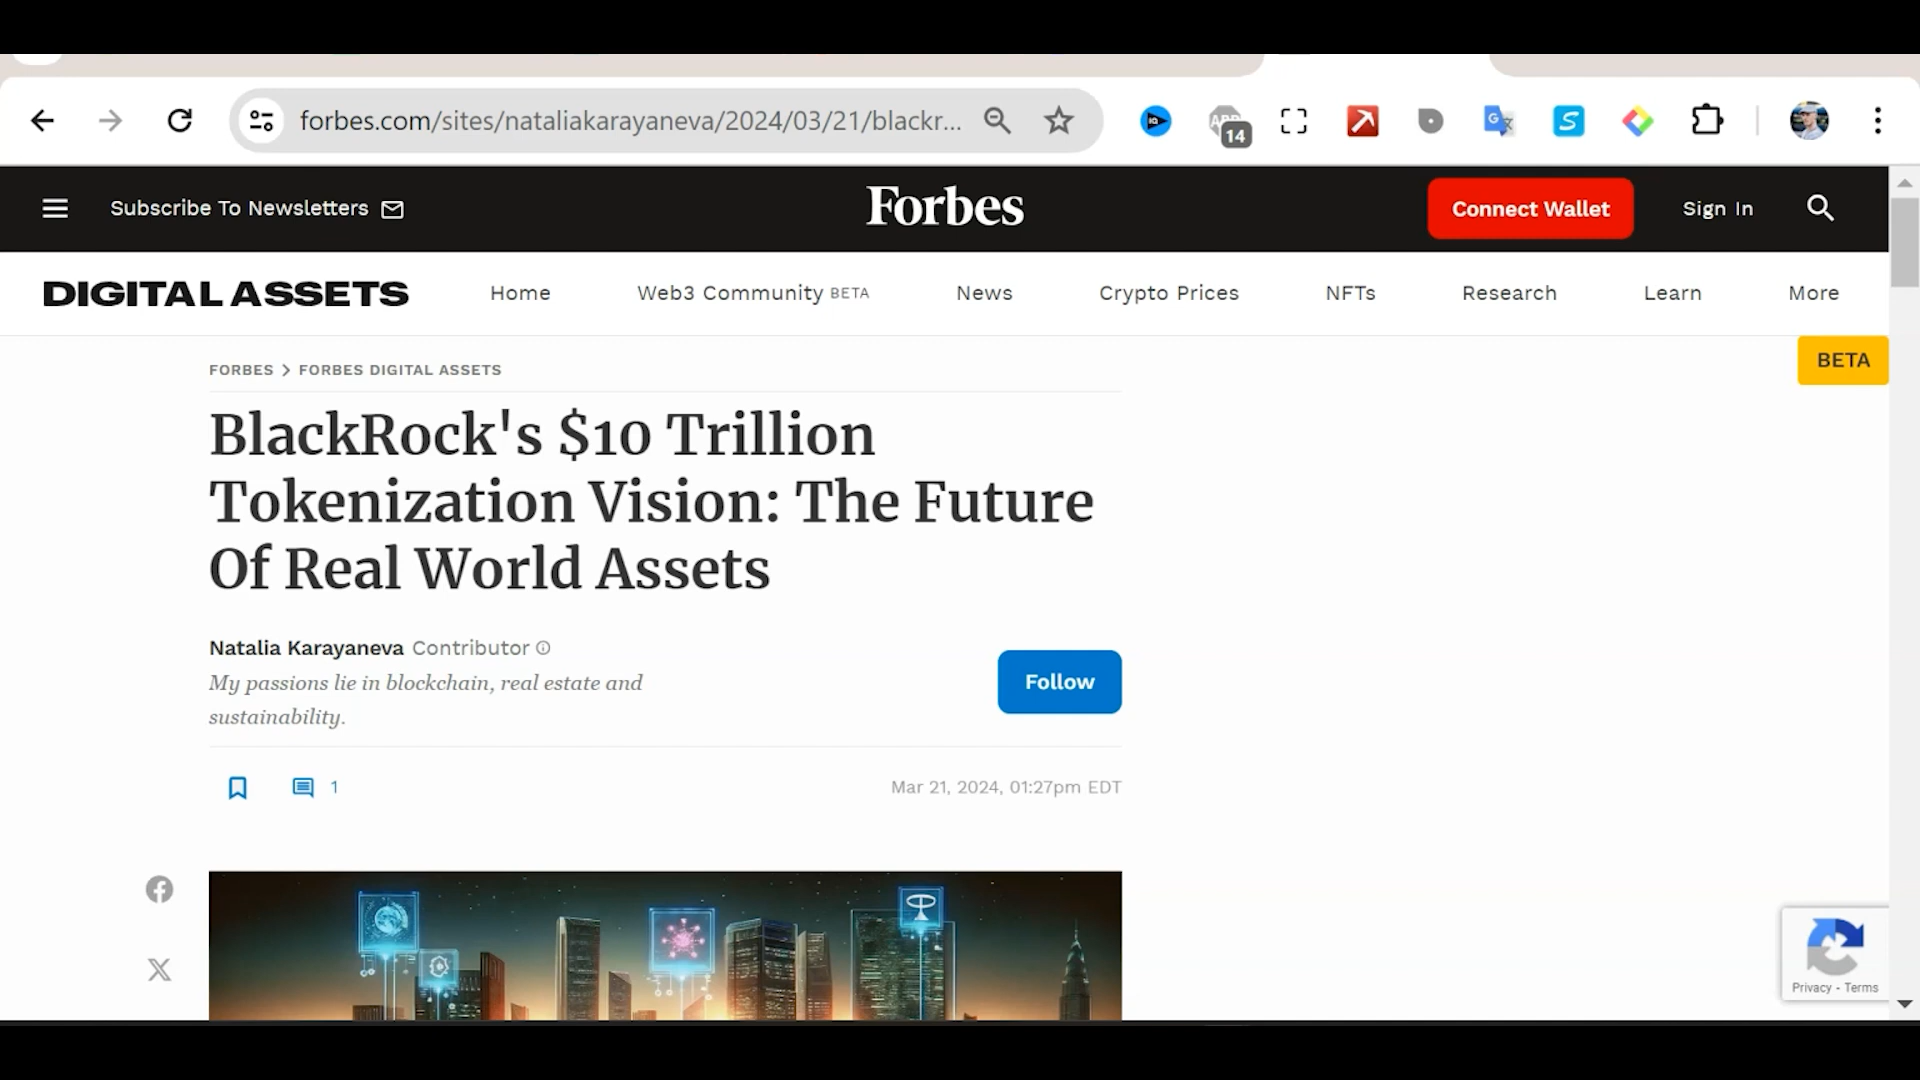 forbes.com/sites/nataliakarayaneva/2024/03/21/blackr...
14
Subscribe To Newsletters
Forbes
Connect Wallet
Sign In
DIGITAL ASSETS
Home
Web3 Community BETA
News
Crypto Prices
NFTs
Research
Learn
More
BETA
FORBES > FORBES DIGITAL ASSETS
BlackRock's $10 Trillion
Tokenization Vision: The Future
Of Real World Assets
Natalia Karayaneva Contributor
My passions lie in blockchain, real estate and
sustainability.
Follow
1
Mar 21, 2024, 01:27pm EDT
Privacy - Terms